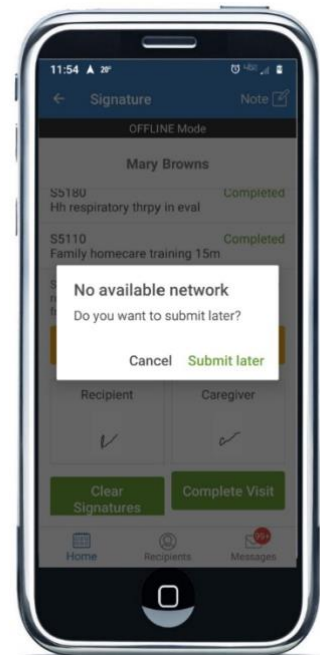 11:54 20°
Signature Note
OFFLINE Mode
Mary Browns
S5180 Completed
Hh respiratory thrpy in eval
S5110 Completed
Family homecare training 15m
No available network
Do you want to submit later?
Cancel Submit later
Recipient Caregiver
Clear Signatures Complete Visit
Home Recipients Messages
99+